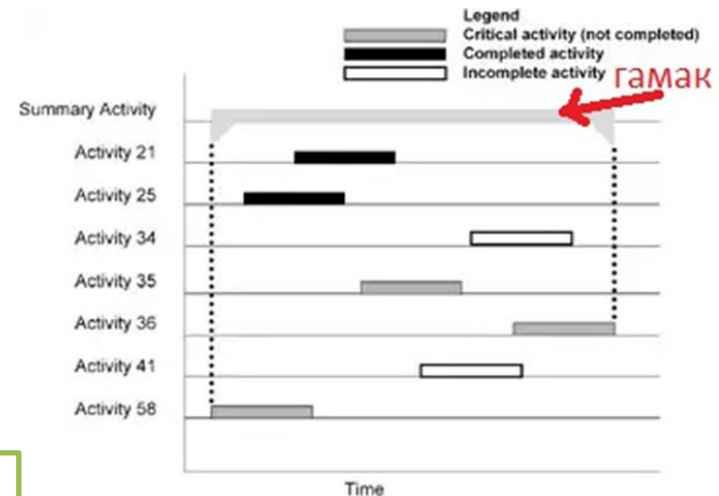 Legend
Critical activity (not completed)
Completed activity
Incomplete activity
гамак
Summary Activity
Activity 21
Activity 25
Activity 34
Activity 35
Activity 36
Activity 41
Activity 58
Time